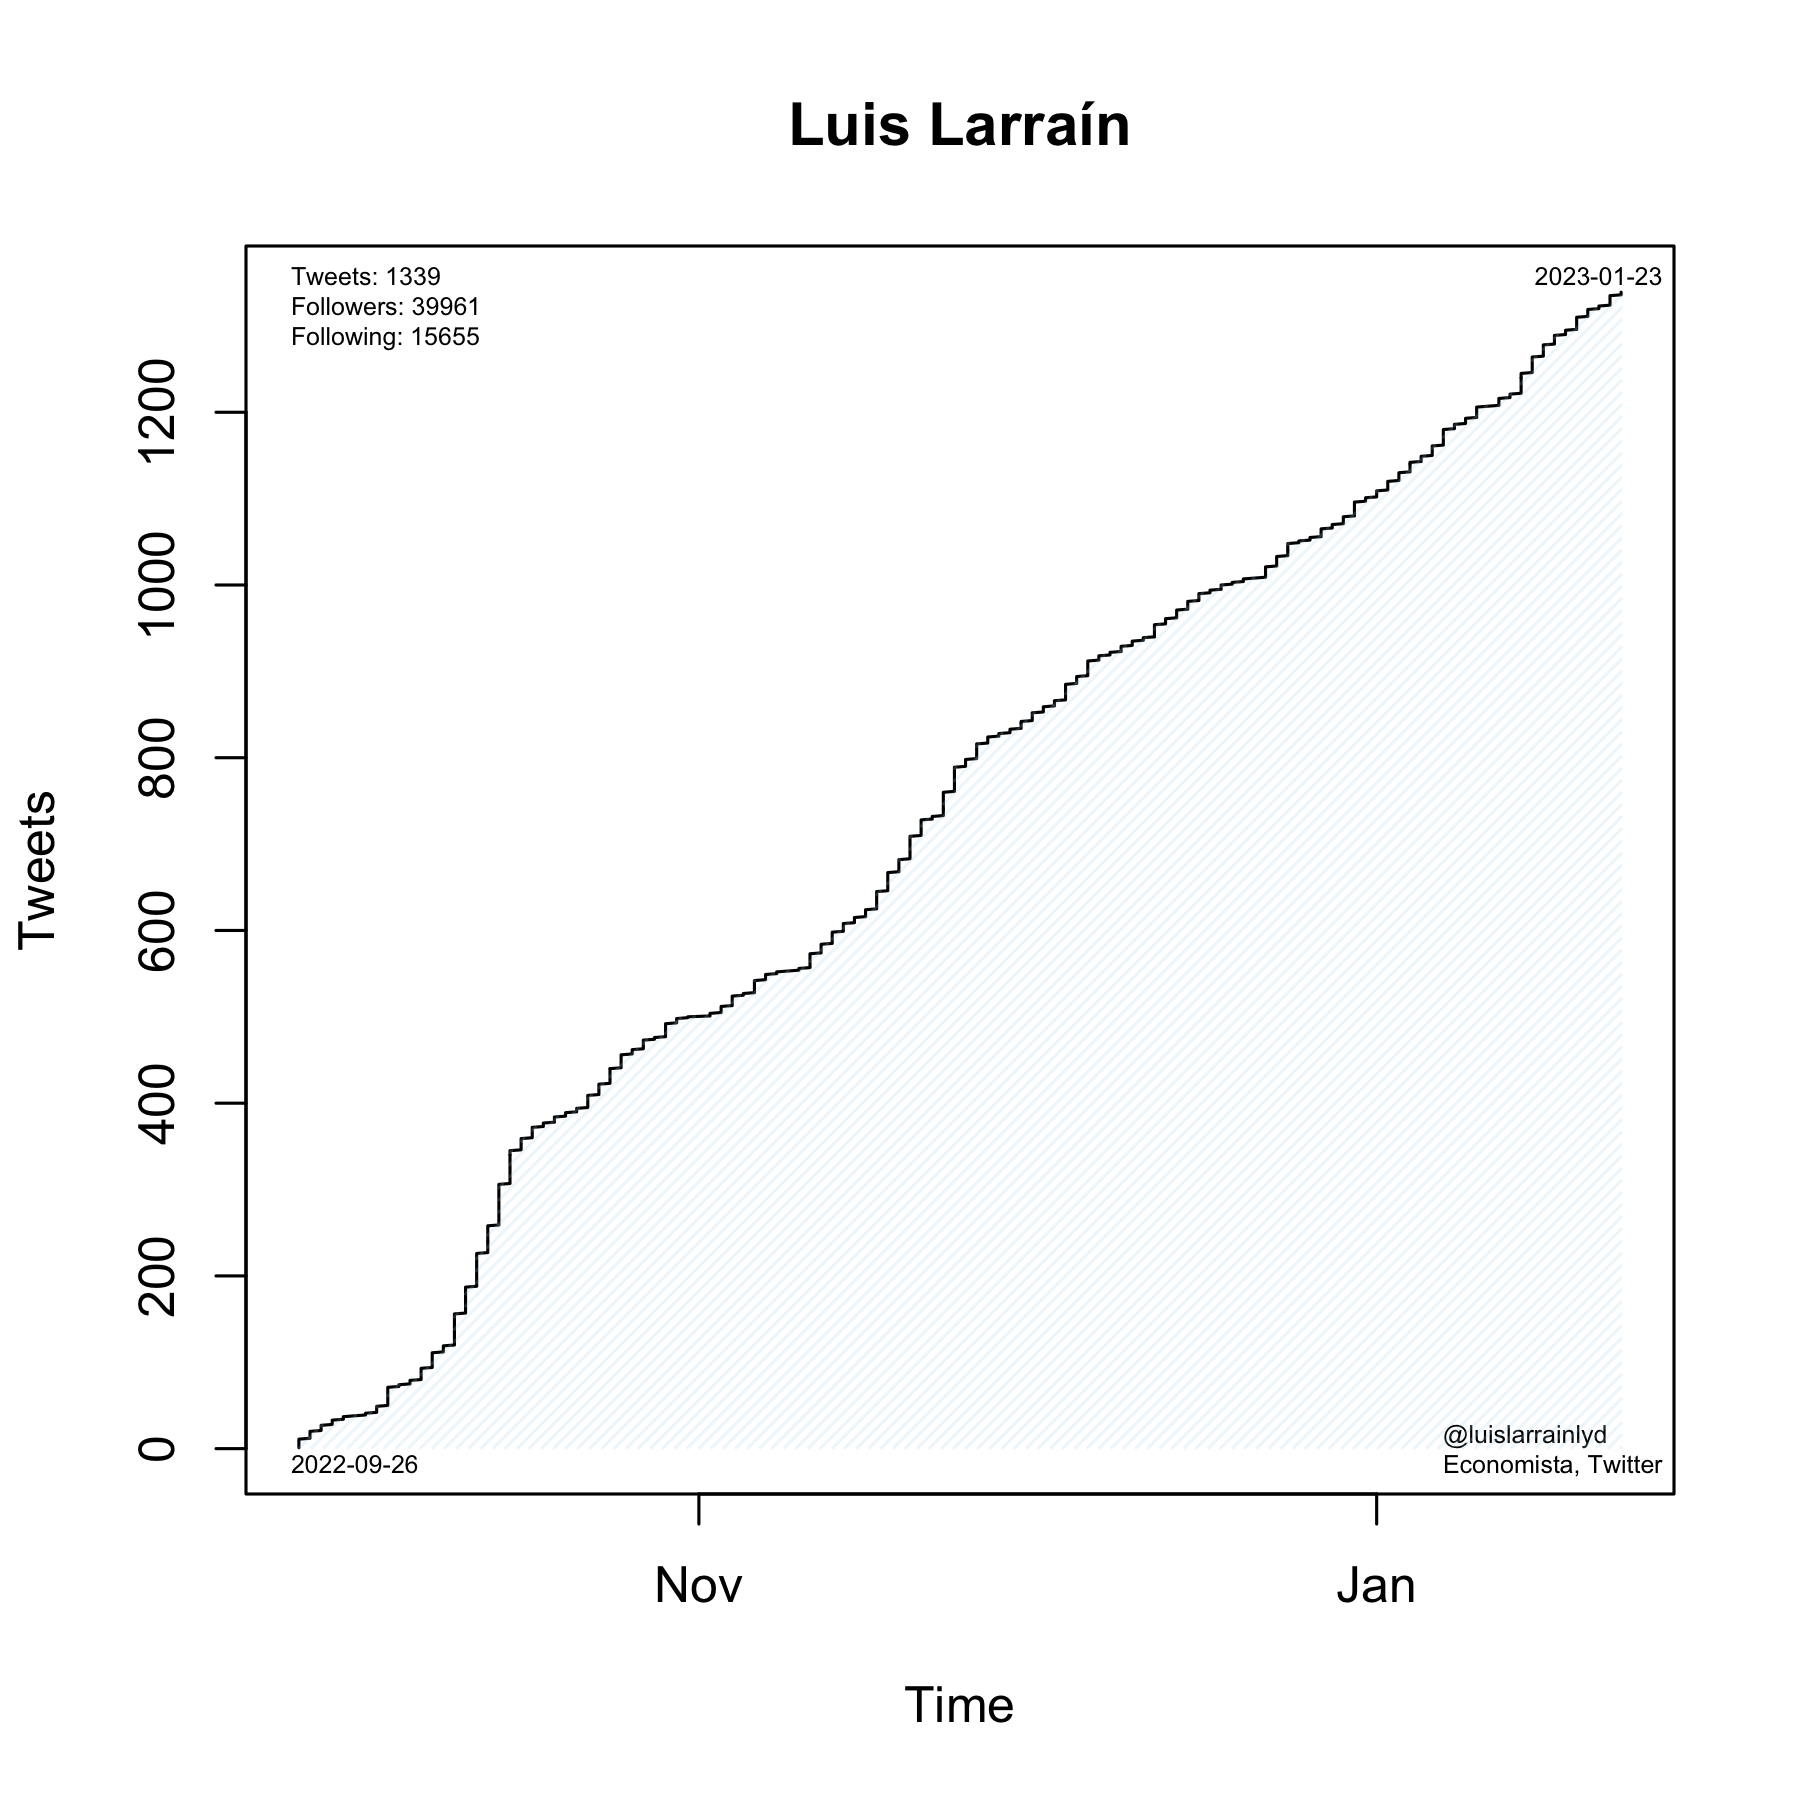 Luis Larraín
Tweets: 1339
Followers: 39961
Following: 15655
2023-01-23
Tweets
1200
1000
800
600
400
200
0
2022-09-26
@luislarrainlyd
Economista, Twitter
Nov
Jan
Time